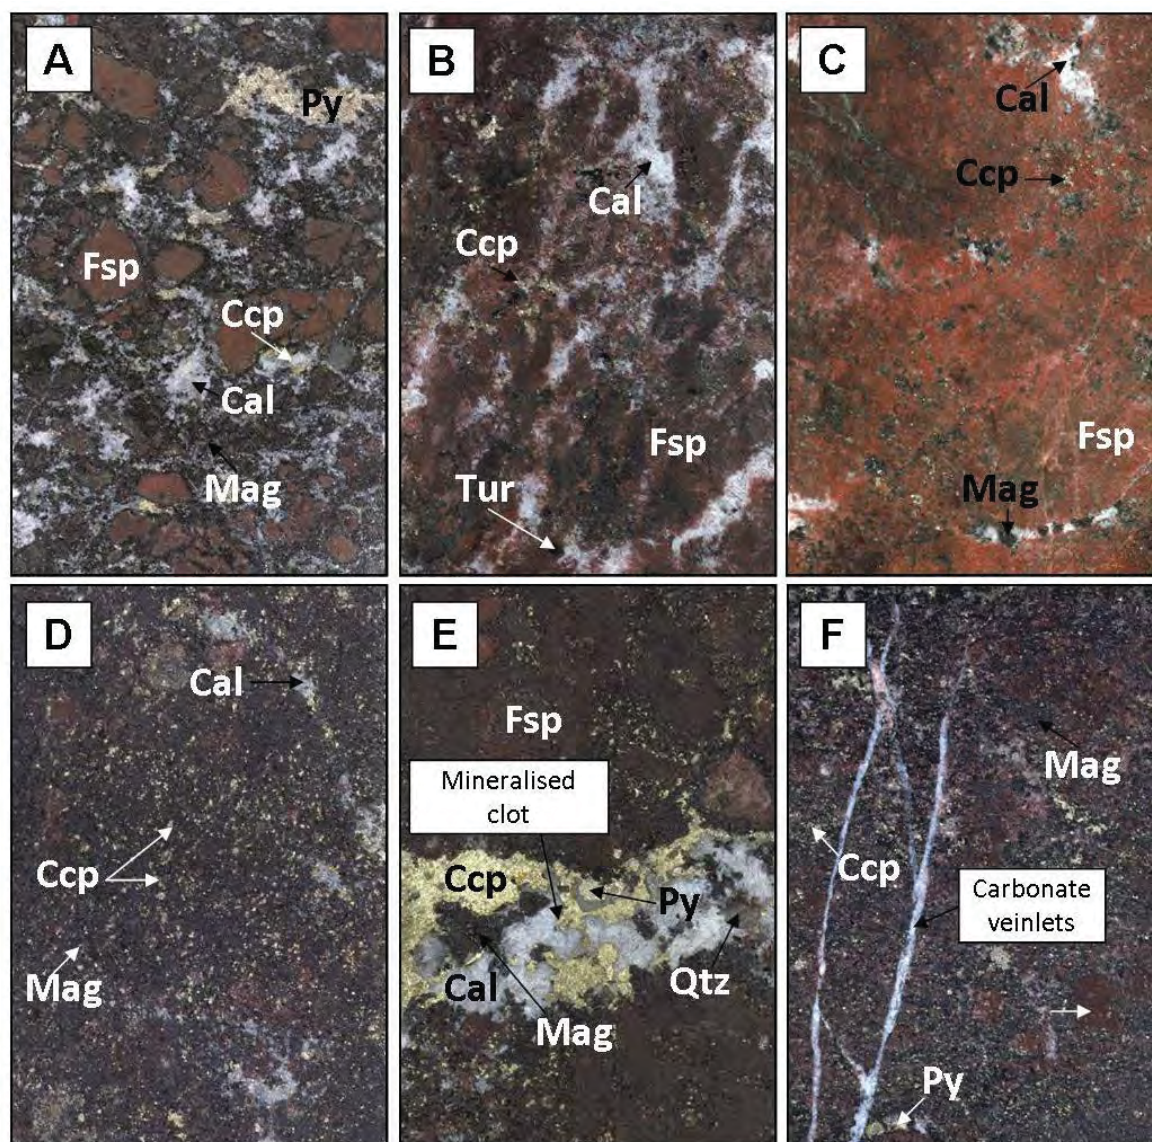 A
Py
Fsp
Ccp
Cal
Mag
B
Cal
Ccp
Fsp
Tur
C
Cal
Ccp
Fsp
Mag
D
Cal
Ccp
Mag
E
Fsp
Mineralised
clot
Ccp
Py
Cal
Qtz
Mag
F
Mag
Ccp
Carbonate
veinlets
Py